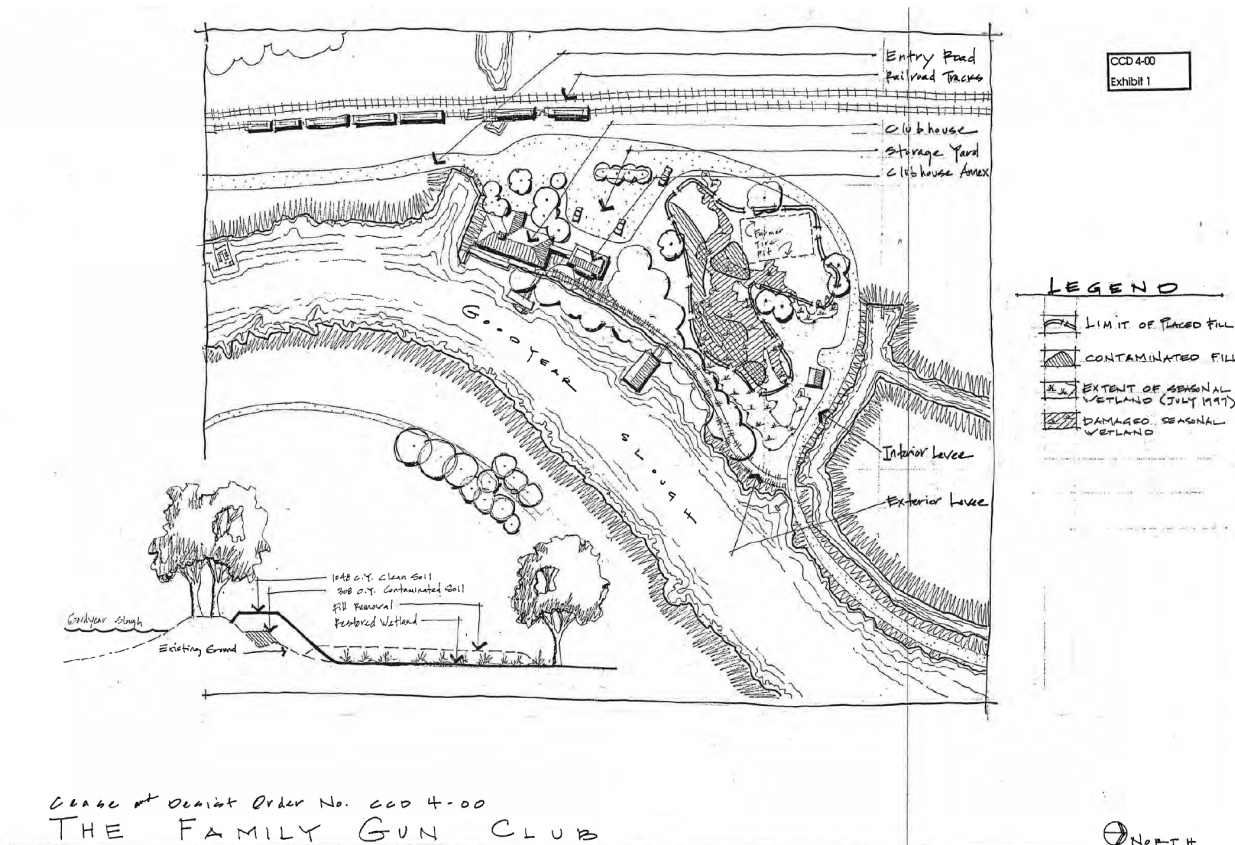 CCD 4-00
Exhibit 1
Entry Road
Railroad Tracks
Clubhouse
Storage Yard
Clubhouse Annex
Former
Fire
Pit
GOODYEAR
SLOUGH
LEGEND
LIMIT OF PLACED FILL
CONTAMINATED FILL
EXTENT OF SEASONAL
WETLAND (JULY 1997)
DAMAGED SEASONAL
WETLAND
Interior Levee
Exterior Levee
1048 C.Y. Clean Soil
308 C.Y. Contaminated Soil
Fill Removal
Restored Wetland
Goodyear Slough
Existing Ground
Cease and Desist Order No. CCD 4-00
THE FAMILY GUN CLUB
NORTH